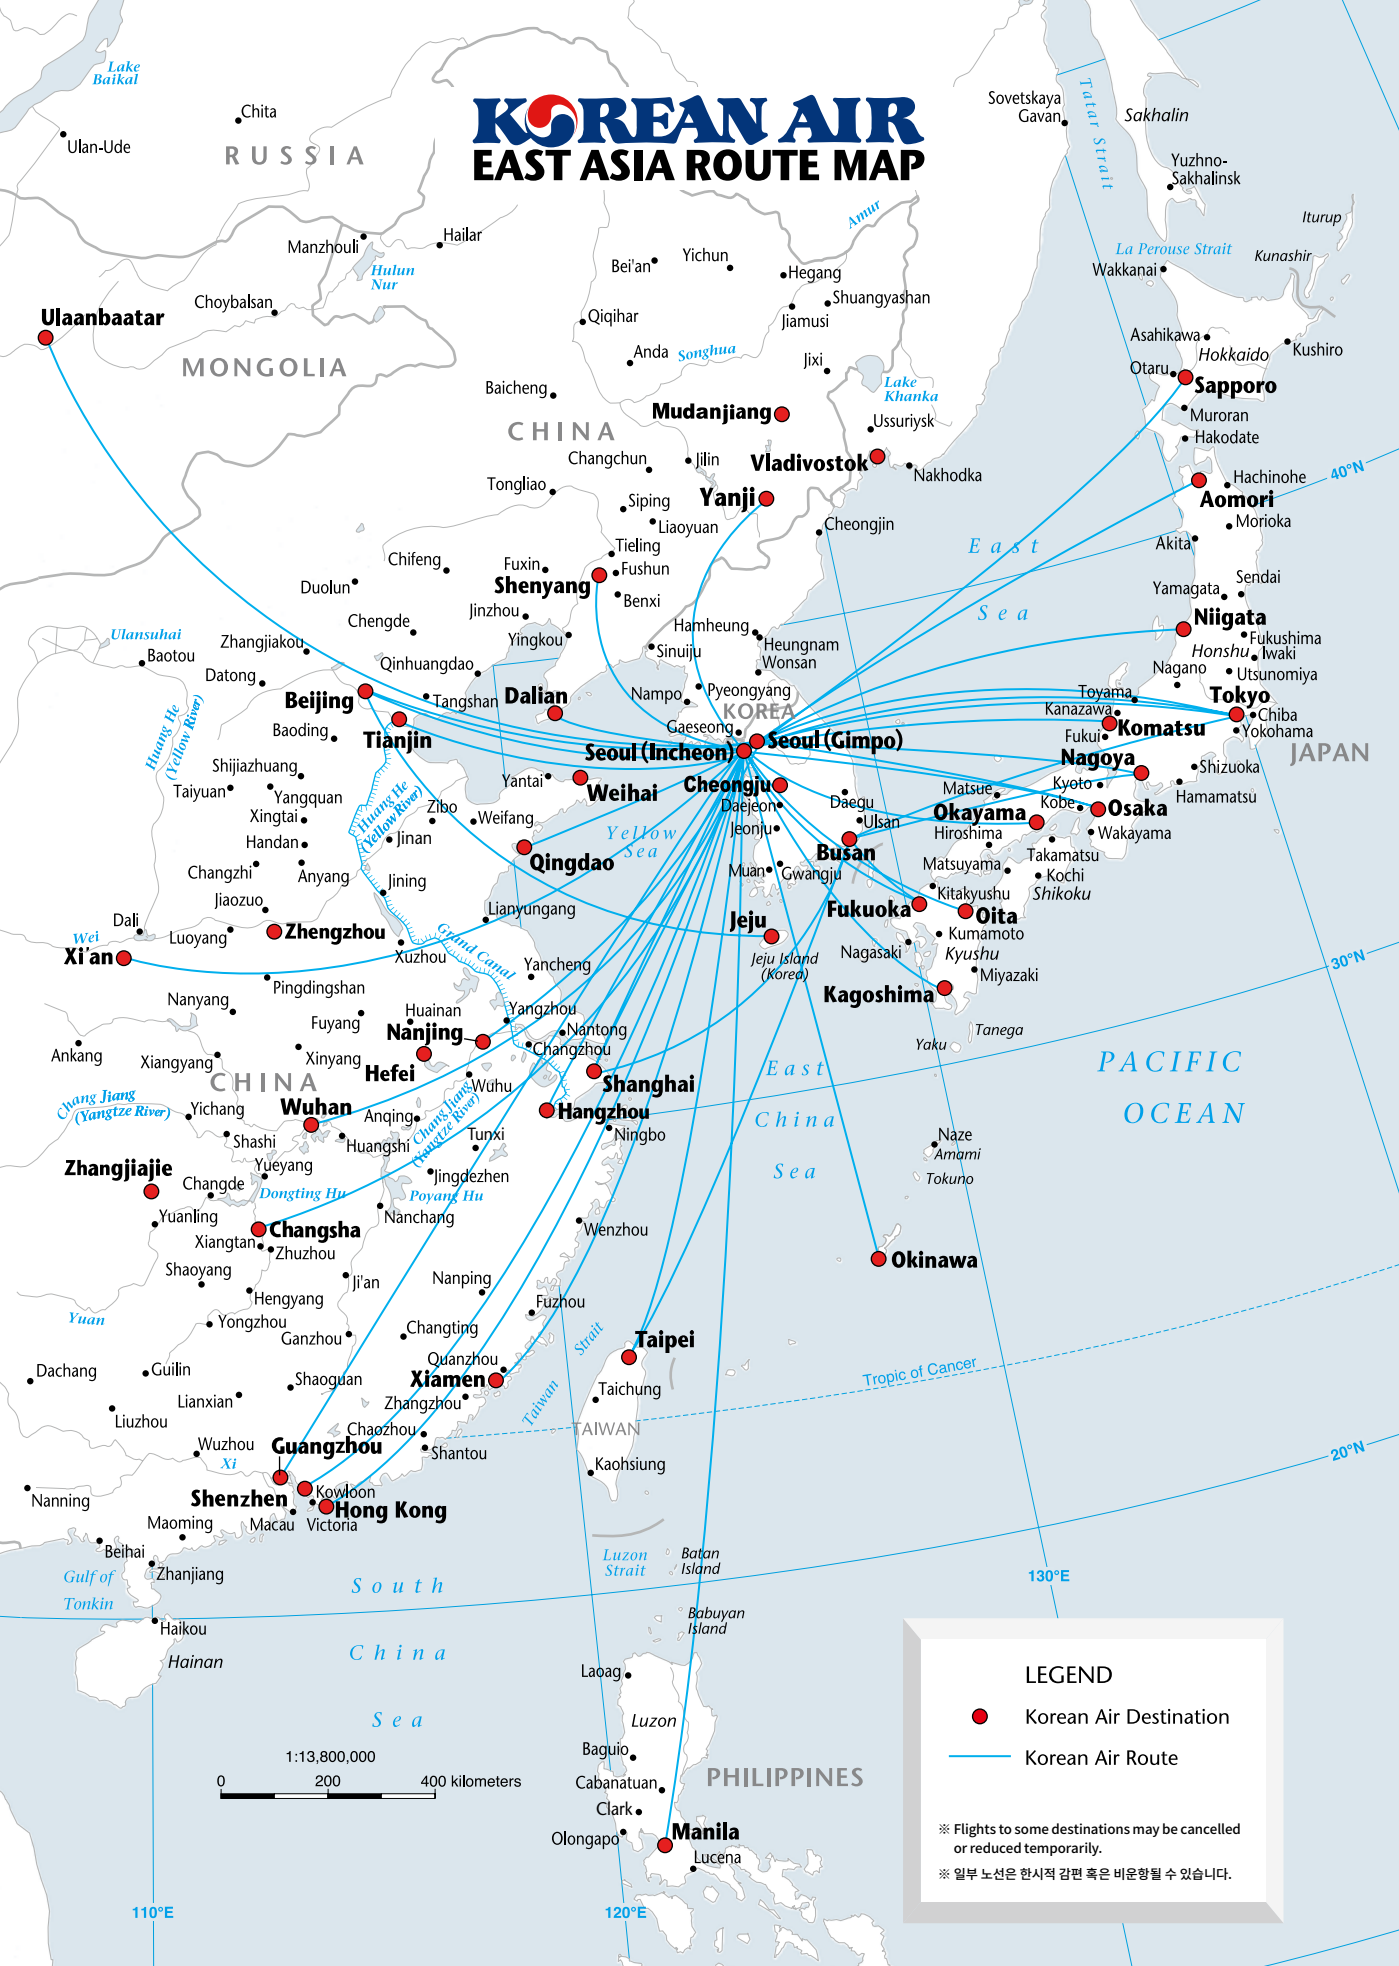 KOREAN AIR
EAST ASIA ROUTE MAP
Lake
Baikal
Chita
Ulan-Ude
RUSSIA
Sovetskaya
Gavan
Tatar Strait
Sakhalin
Yuzhno-
Sakhalinsk
Iturup
Kunashir
La Perouse Strait
Wakkanai
Amur
Manzhouli
Hailar
Hulun
Nur
Choybalsan
Ulaanbaatar
MONGOLIA
Bei'an
Yichun
Hegang
Shuangyashan
Jiamusi
Qiqihar
Anda
Songhua
Jixi
Lake
Khanka
Baicheng
Mudanjiang
Ussuriysk
CHINA
Changchun
Jilin
Vladivostok
Nakhodka
Tongliao
Siping
Yanji
Liaoyuan
Cheongjin
Asahikawa
Hokkaido
Kushiro
Otaru
Sapporo
Muroran
Hakodate
40°N
Hachinohe
Aomori
Morioka
Akita
East
Sea
Yamagata
Sendai
Niigata
Fukushima
Honshu
Iwaki
Nagano
Utsunomiya
Toyama
Tokyo
Kanazawa
Chiba
Komatsu
Yokohama
Fukui
JAPAN
Nagoya
Shizuoka
Kyoto
Hamamatsu
Matsue
Kobe
Osaka
Okayama
Wakayama
Hiroshima
Takamatsu
Matsuyama
Kochi
Shikoku
Kitakyushu
Fukuoka
Oita
Kumamoto
Nagasaki
Kyushu
Miyazaki
Kagoshima
Tanega
Yaku
30°N
Tieling
Fushun
Fuxin
Chifeng
Shenyang
Benxi
Duolun
Jinzhou
Chengde
Yingkou
Hamheung
Heungnam
Wonsan
Sinuiju
Ulansuhai
Baotou
Zhangjiakou
Qinhuangdao
Datong
Beijing
Tangshan
Dalian
Nampo
Pyeongyang
KOREA
Gaeseong
Huang He
(Yellow River)
Baoding
Tianjin
Seoul (Incheon)
Seoul (Gimpo)
Shijiazhuang
Yantai
Weihai
Cheongju
Taiyuan
Yangquan
Daejeon
Daegu
Xingtai
Huang He
(Yellow River)
Zibo
Weifang
Yellow
Sea
Jeonju
Ulsan
Handan
Jinan
Busan
Qingdao
Changzhi
Anyang
Muan
Gwangju
Jining
Jiaozuo
Lianyungang
Jeju
Dali
Wei
Luoyang
Zhengzhou
Grand Canal
Jeju Island
(Korea)
Xi'an
Xuzhou
Yancheng
Pingdingshan
Nanyang
Huainan
Yangzhou
Fuyang
Nanjing
Nantong
Ankang
Xiangyang
Xinyang
Changzhou
Hefei
CHINA
Wuhu
Shanghai
East
China
Sea
Chang Jiang
(Yangtze River)
Yichang
Wuhan
Anqing
Chang Jiang
(Yangtze River)
Hangzhou
Shashi
Huangshi
Tunxi
Ningbo
Zhangjiajie
Yueyang
Changde
Dongting Hu
Jingdezhen
Poyang Hu
Yuanling
Changsha
Nanchang
Wenzhou
Xiangtan
Zhuzhou
Shaoyang
Ji'an
Nanping
Hengyang
Fuzhou
Yuan
Yongzhou
Ganzhou
Changting
Strait
Taiwan
Taipei
Dachang
Guilin
Quanzhou
Shaoguan
Xiamen
Lianxian
Zhangzhou
Taichung
Liuzhou
Chaozhou
TAIWAN
Wuzhou
Guangzhou
Shantou
Xi
Kaohsiung
Nanning
Shenzhen
Kowloon
Hong Kong
Macau
Victoria
Maoming
Beihai
Zhanjiang
Gulf of
Tonkin
Haikou
Hainan
South
China
Sea
Luzon
Strait
Batan
Island
Babuyan
Island
Laoag
Luzon
Baguio
Cabanatuan
Clark
Olongapo
Manila
Lucena
PHILIPPINES
Naze
Amami
Tokuno
Okinawa
PACIFIC
OCEAN
Tropic of Cancer
20°N
130°E
110°E
120°E
1:13,800,000
0 200 400 kilometers
LEGEND
Korean Air Destination
Korean Air Route
※ Flights to some destinations may be cancelled
or reduced temporarily.
※ 일부 노선은 한시적 감편 혹은 비운항될 수 있습니다.